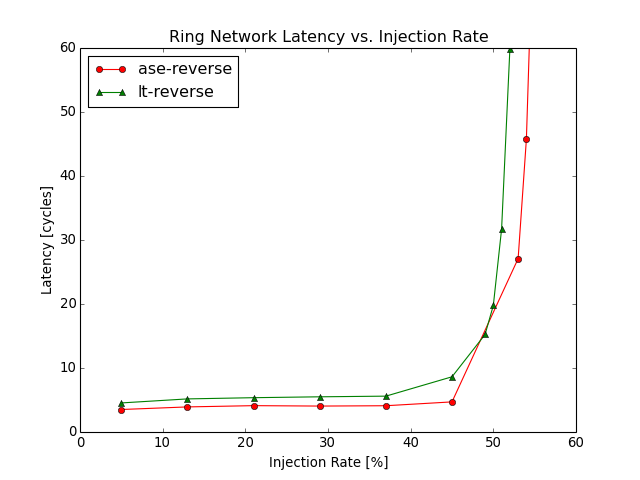 Ring Network Latency vs. Injection Rate
ase-reverse
lt-reverse
60
50
40
30
20
10
0
Latency [cycles]
0 10 20 30 40 50 60
Injection Rate [%]